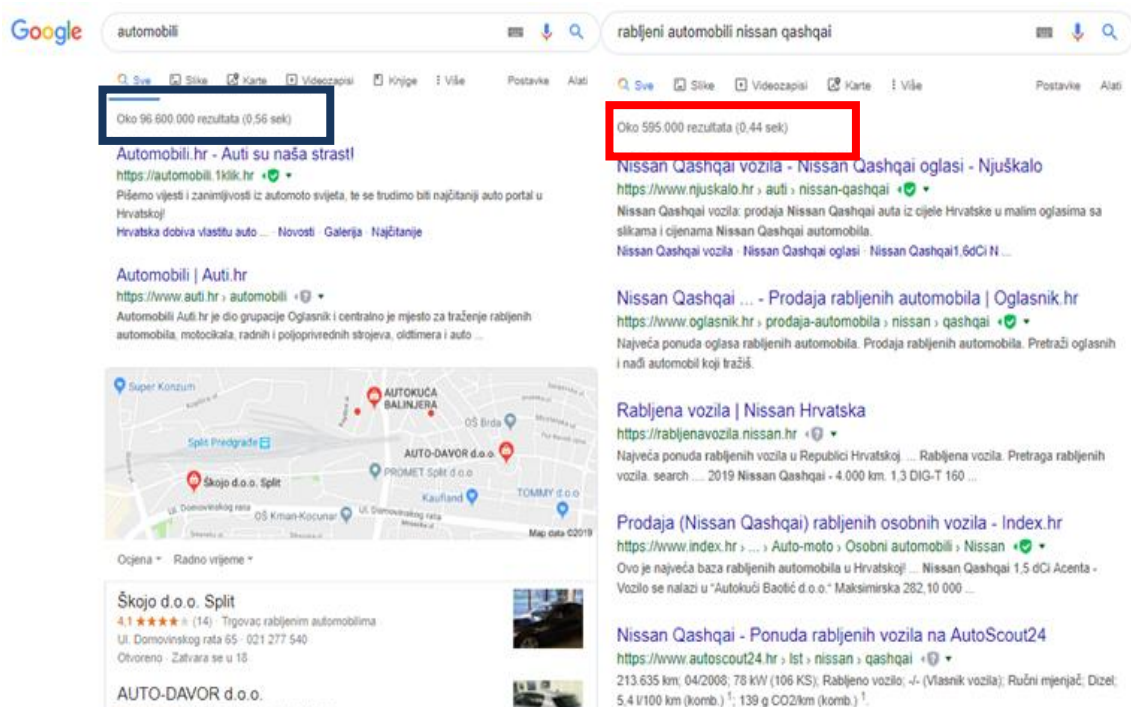 Google
automobili
Sve Slike Karte Videozapisi Knjige Više Postavke Alati
Oko 96.600.000 rezultata (0,56 sek)
Automobili.hr - Auti su naša strast!
https://automobili.1klik.hr
Pišemo vijesti i zanimljivosti iz automoto svijeta, te se trudimo biti najčitaniji auto portal u
Hrvatskoj!
Hrvatska dobiva vlastitu auto ... · Novosti · Galerija · Najčitanije
Automobili | Auti.hr
https://www.auti.hr › automobili
Automobili Auti.hr je dio grupacije Oglasnik i centralno je mjesto za traženje rabljenih
automobila, motocikala, radnih i poljoprivrednih strojeva, oldtimera i auto ...
Super Konzum
AUTOKUĆA
BALINJERA
OŠ Brda
Split Predgrađe
AUTO-DAVOR d.o.o.
PROMET Split d.o.o
Škojo d.o.o. Split
Kaufland
TOMMY d.o.o
Ul. Domovinskog rata
OŠ Kman-Kocunar
Ul. Domovinskog rata
Map data ©2019
Ocjena Radno vrijeme
Škojo d.o.o. Split
4,1 (14) · Trgovac rabljenim automobilima
Ul. Domovinskog rata 65 · 021 277 540
Otvoreno · Zatvara se u 18
AUTO-DAVOR d.o.o.
rabljeni automobili nissan qashqai
Sve Slike Videozapisi Karte Više Postavke Alati
Oko 595.000 rezultata (0,44 sek)
Nissan Qashqai vozila - Nissan Qashqai oglasi - Njuškalo
https://www.njuskalo.hr › auti › nissan-qashqai
Nissan Qashqai vozila: prodaja Nissan Qashqai auta iz cijele Hrvatske u malim oglasima sa
slikama i cijenama Nissan Qashqai automobila.
Nissan Qashqai vozila · Nissan Qashqai oglasi · Nissan Qashqai1,6dCi N ...
Nissan Qashqai ... - Prodaja rabljenih automobila | Oglasnik.hr
https://www.oglasnik.hr › prodaja-automobila › nissan › qashqai
Najveća ponuda oglasa rabljenih automobila. Prodaja rabljenih automobila. Pretraži oglasnih
i nađi automobil koji tražiš.
Rabljena vozila | Nissan Hrvatska
https://rabljenavozila.nissan.hr
Najveća ponuda rabljenih vozila u Republici Hrvatskoj. ... Rabljena vozila. Pretraga rabljenih
vozila. search .... 2019 Nissan Qashqai - 4.000 km. 1,3 DIG-T 160 ...
Prodaja (Nissan Qashqai) rabljenih osobnih vozila - Index.hr
https://www.index.hr › ... › Auto-moto › Osobni automobili › Nissan
Ovo je najveća baza rabljenih automobila u Hrvatskoj! ... Nissan Qashqai 1,5 dCi Acenta -
Vozilo se nalazi u "Autokući Baotić d.o.o." Maksimirska 282,10 000 ...
Nissan Qashqai - Ponuda rabljenih vozila na AutoScout24
https://www.autoscout24.hr › lst › nissan › qashqai
213.635 km; 04/2008; 78 kW (106 KS); Rabljeno vozilo; -/- (Vlasnik vozila); Ručni mjenjač; Dizel;
5,4 l/100 km (komb.) 1; 139 g CO2/km (komb.) 1.